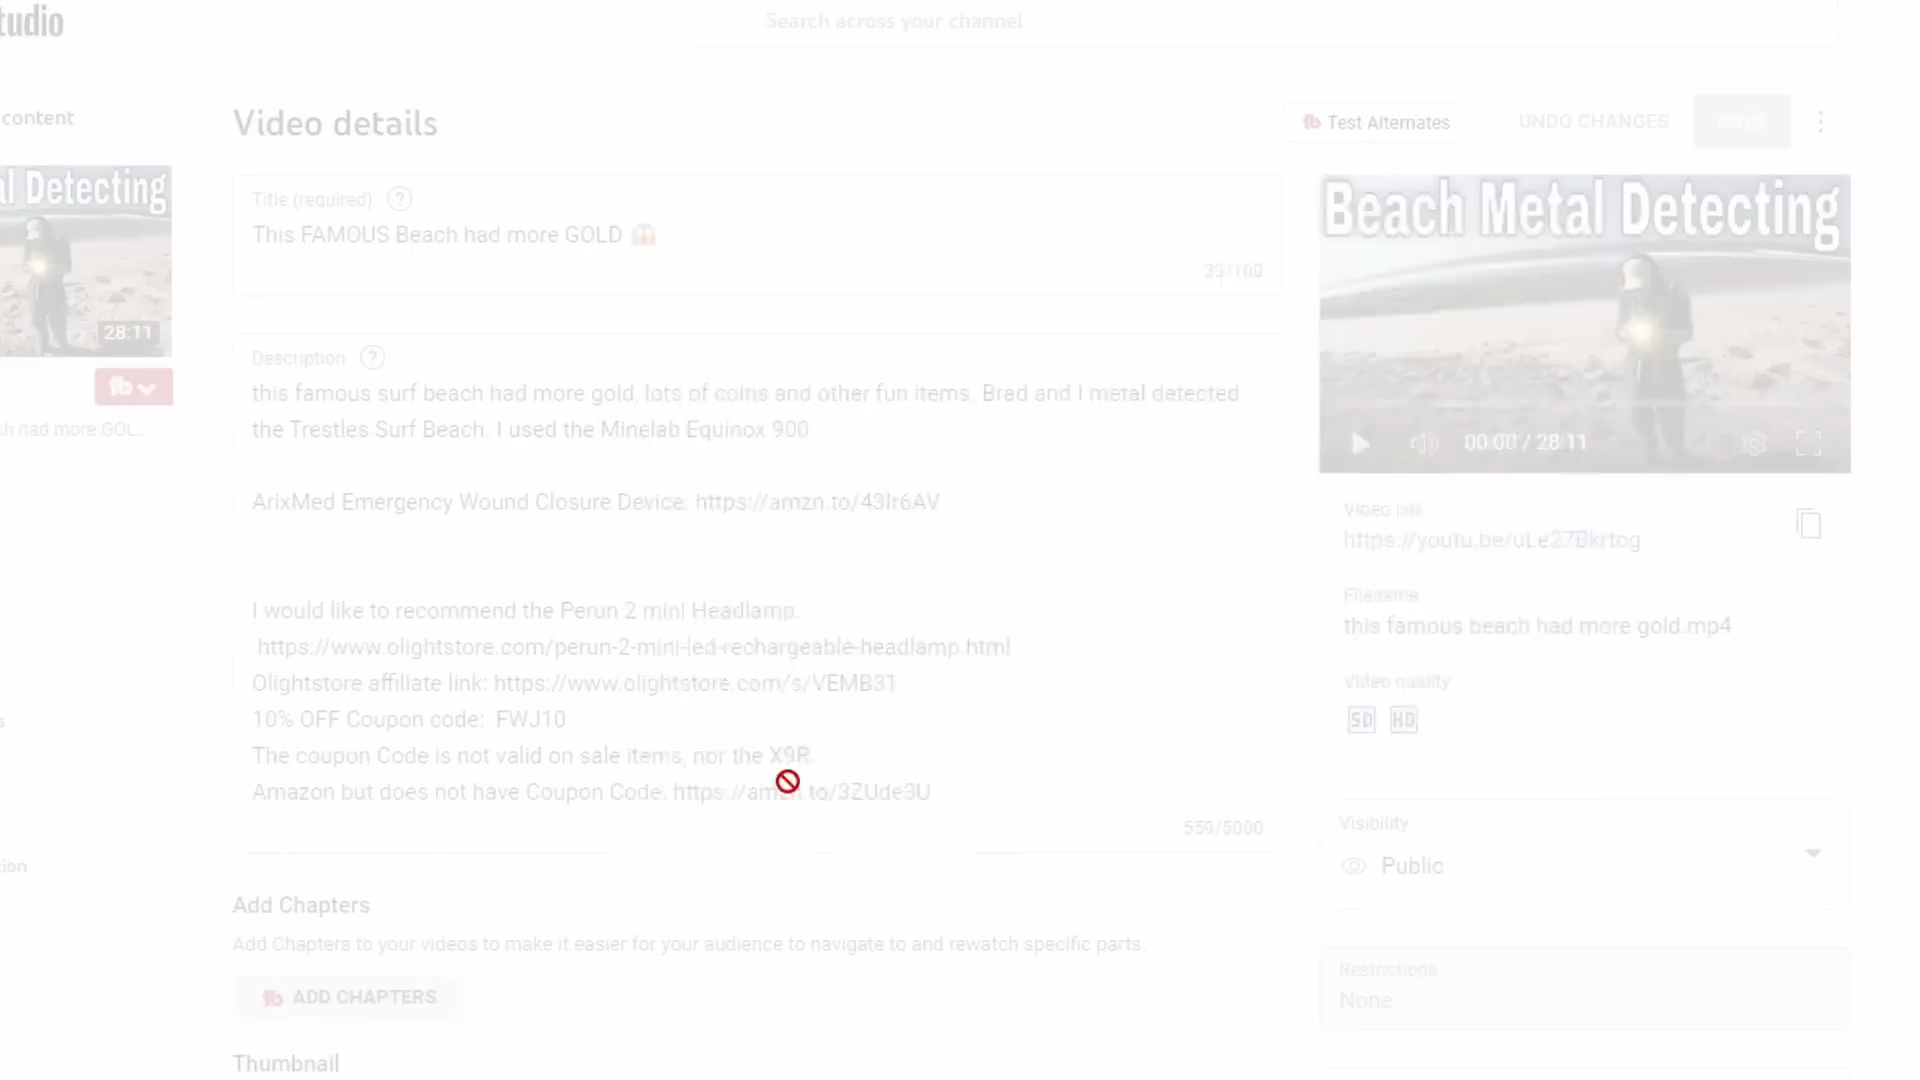 tudio
Search across your channel
content
Video details
Test Alternates
UNDO CHANGES
SAVE
l Detecting
28:11
h had more GOL...
s
ion
Title (required)
This FAMOUS Beach had more GOLD 😱
33/100
Description
this famous surf beach had more gold, lots of coins and other fun items. Brad and I metal detected
the Trestles Surf Beach. I used the Minelab Equinox 900
ArixMed Emergency Wound Closure Device:
I would like to recommend the Perun 2 mini Headlamp.
https://www.olightstore.com/perun-2-mini-led-rechargeable-headlamp.html
Olightstore affiliate link: https://www.olightstore.com/s/VEMB31
10% OFF Coupon code: FWJ10
The coupon Code is not valid on sale items, nor the X9R.
Amazon but does not have Coupon Code. https://amzn.to/3ZUde3U
559/5000
Add Chapters
Add Chapters to your videos to make it easier for your audience to navigate to and rewatch specific parts.
ADD CHAPTERS
Thumbnail
Beach Metal Detecting
00:00 / 28:11
Video link
Filename
this famous beach had more gold.mp4
Video quality
SD HD
Visibility
Public
Restrictions
None